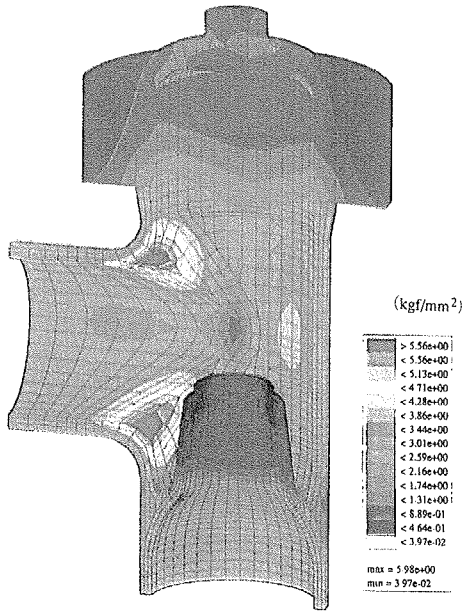 (kgf/mm²)
> 5.56e+00
< 5.56e+00
< 5.13e+00
< 4.71e+00
< 4.28e+00
< 3.86e+00
< 3.44e+00
< 3.01e+00
< 2.59e+00
< 2.16e+00
< 1.74e+00
< 1.31e+00
< 8.89e-01
< 4.64e-01
< 3.97e-02
max = 5.98e+00
min = 3.97e-02